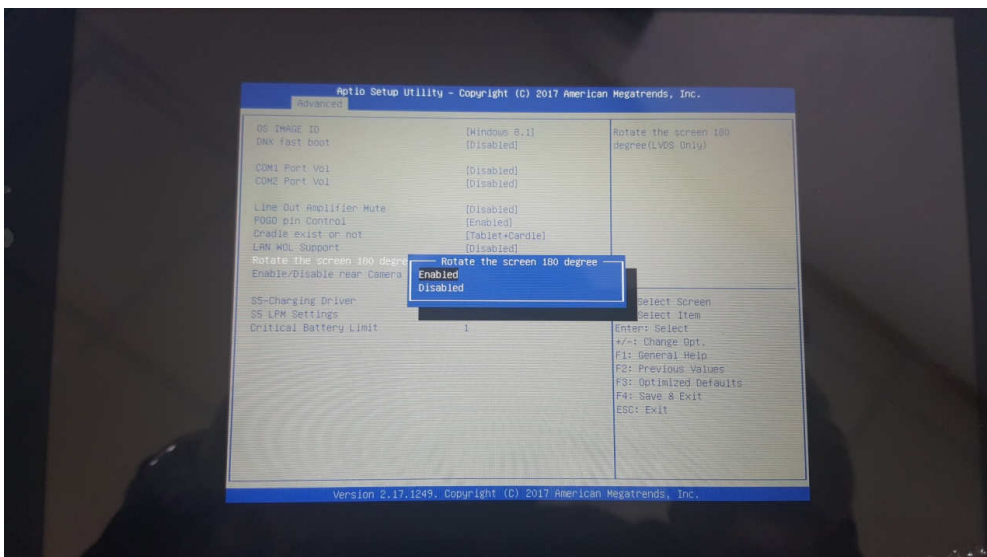 Aptio Setup Utility - Copyright (C) 2017 American Megatrends, Inc.
Advanced
OS IMAGE ID [Windows 8.1]
DNX fast boot [Disabled]
COM1 Port Vol [Disabled]
COM2 Port Vol [Disabled]
Line Out Amplifier Mute [Disabled]
POGO pin Control [Enabled]
Cradle exist or not [Tablet+Cardle]
LAN WOL Support [Disabled]
Rotate the screen 180 degre
Enable/Disable rear Camera
S5-Charging Driver
S5 LPM Settings
Critical Battery Limit 1
Rotate the screen 180 degree
Enabled
Disabled
Rotate the screen 180
degree(LVDS Only)
Select Screen
Select Item
Enter: Select
+/-: Change Opt.
F1: General Help
F2: Previous Values
F3: Optimized Defaults
F4: Save & Exit
ESC: Exit
Version 2.17.1249. Copyright (C) 2017 American Megatrends, Inc.